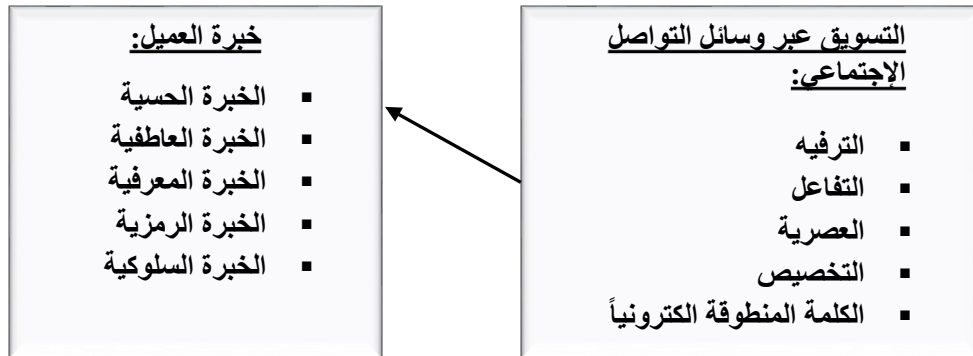 التسويق عبر وسائل التواصل
الإجتماعي:
▪ الترفيه
▪ التفاعل
▪ العصرية
▪ التخصيص
▪ الكلمة المنطوقة الكترونياً
خبرة العميل:
▪ الخبرة الحسية
▪ الخبرة العاطفية
▪ الخبرة المعرفية
▪ الخبرة الرمزية
▪ الخبرة السلوكية